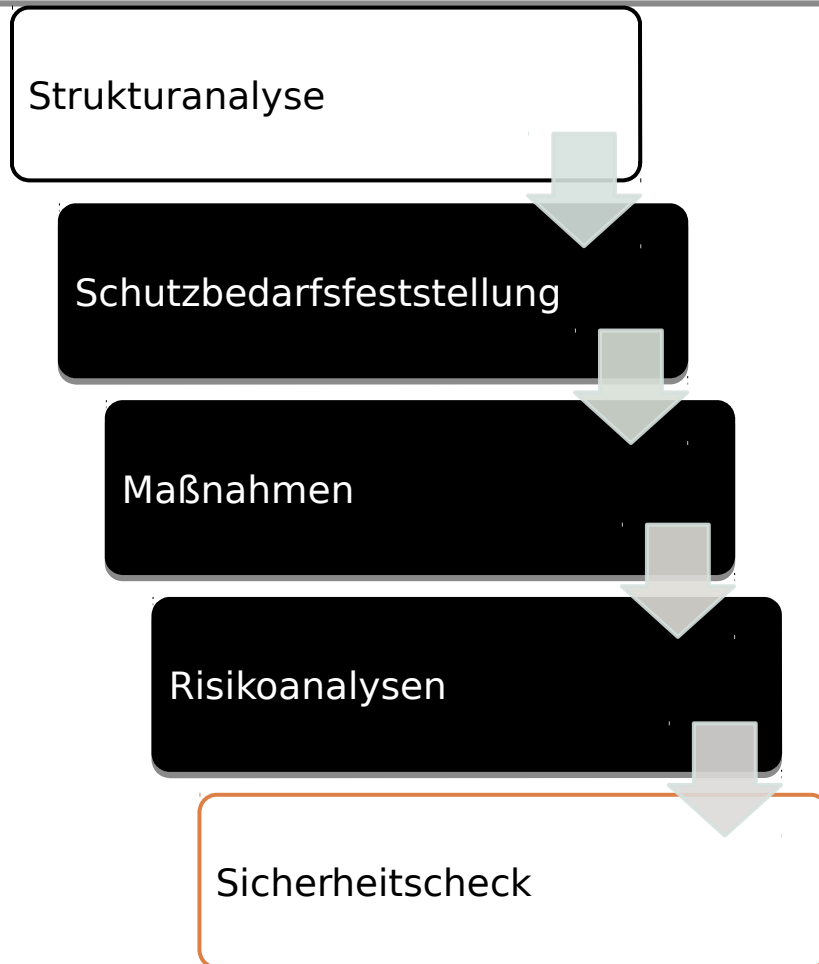 Strukturanalyse
Schutzbedarfsfeststellung
Maßnahmen
Risikoanalysen
Sicherheitscheck